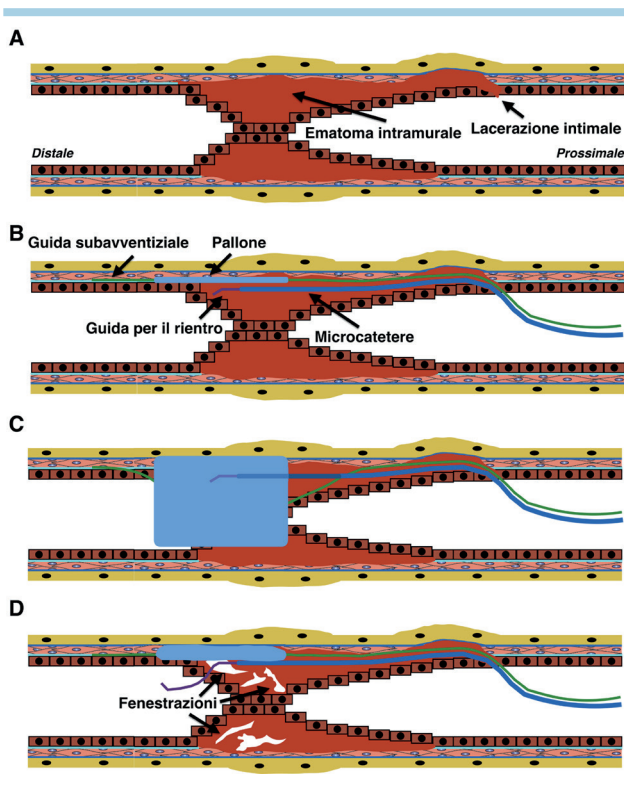 A
Ematoma intramurale
Lacerazione intimale
Distale
Prossimale
B
Guida subavventiziale
Pallone
Guida per il rientro
Microcatetere
C
D
Fenestrazioni